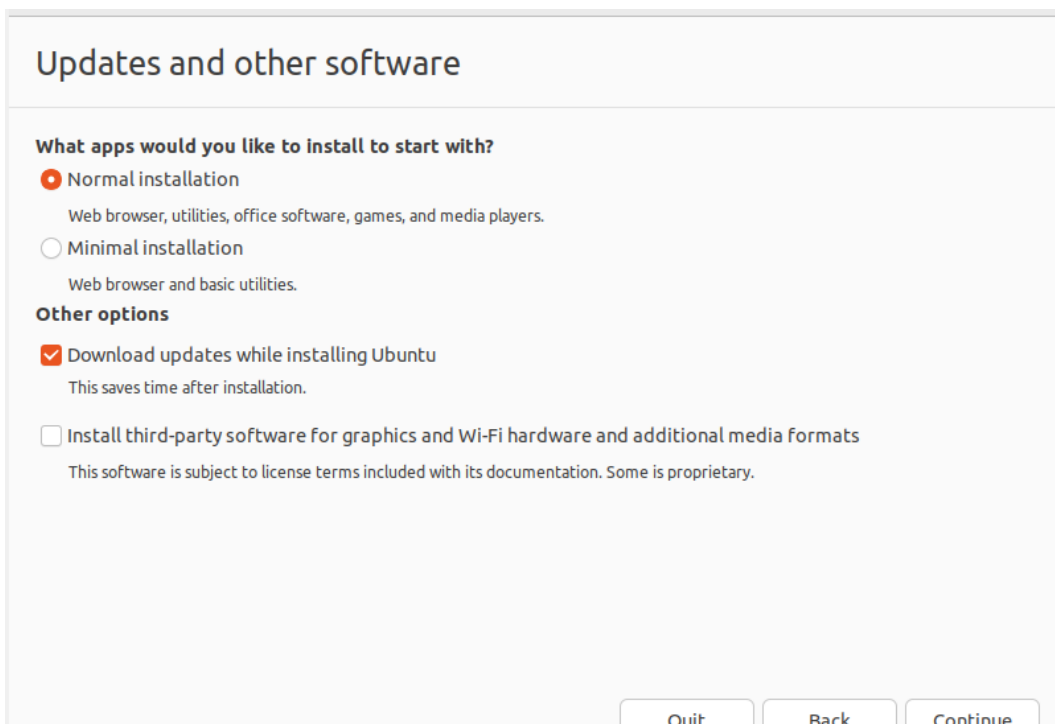 Updates and other software
What apps would you like to install to start with?
Normal installation
Web browser, utilities, office software, games, and media players.
Minimal installation
Web browser and basic utilities.
Other options
Download updates while installing Ubuntu
This saves time after installation.
Install third-party software for graphics and Wi-Fi hardware and additional media formats
This software is subject to license terms included with its documentation. Some is proprietary.
Quit Back Continue